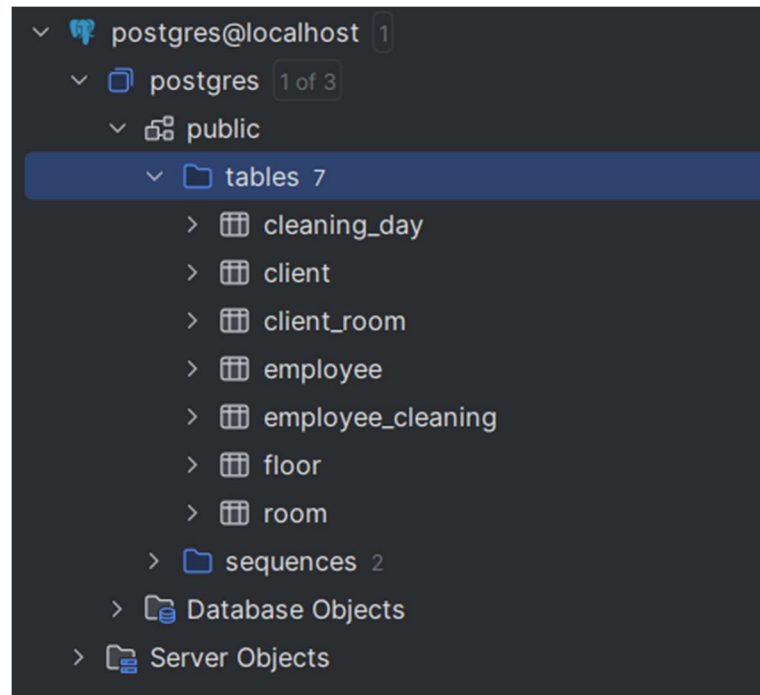 postgres@localhost 1
postgres 1 of 3
public
tables 7
cleaning_day
client
client_room
employee
employee_cleaning
floor
room
sequences 2
Database Objects
Server Objects